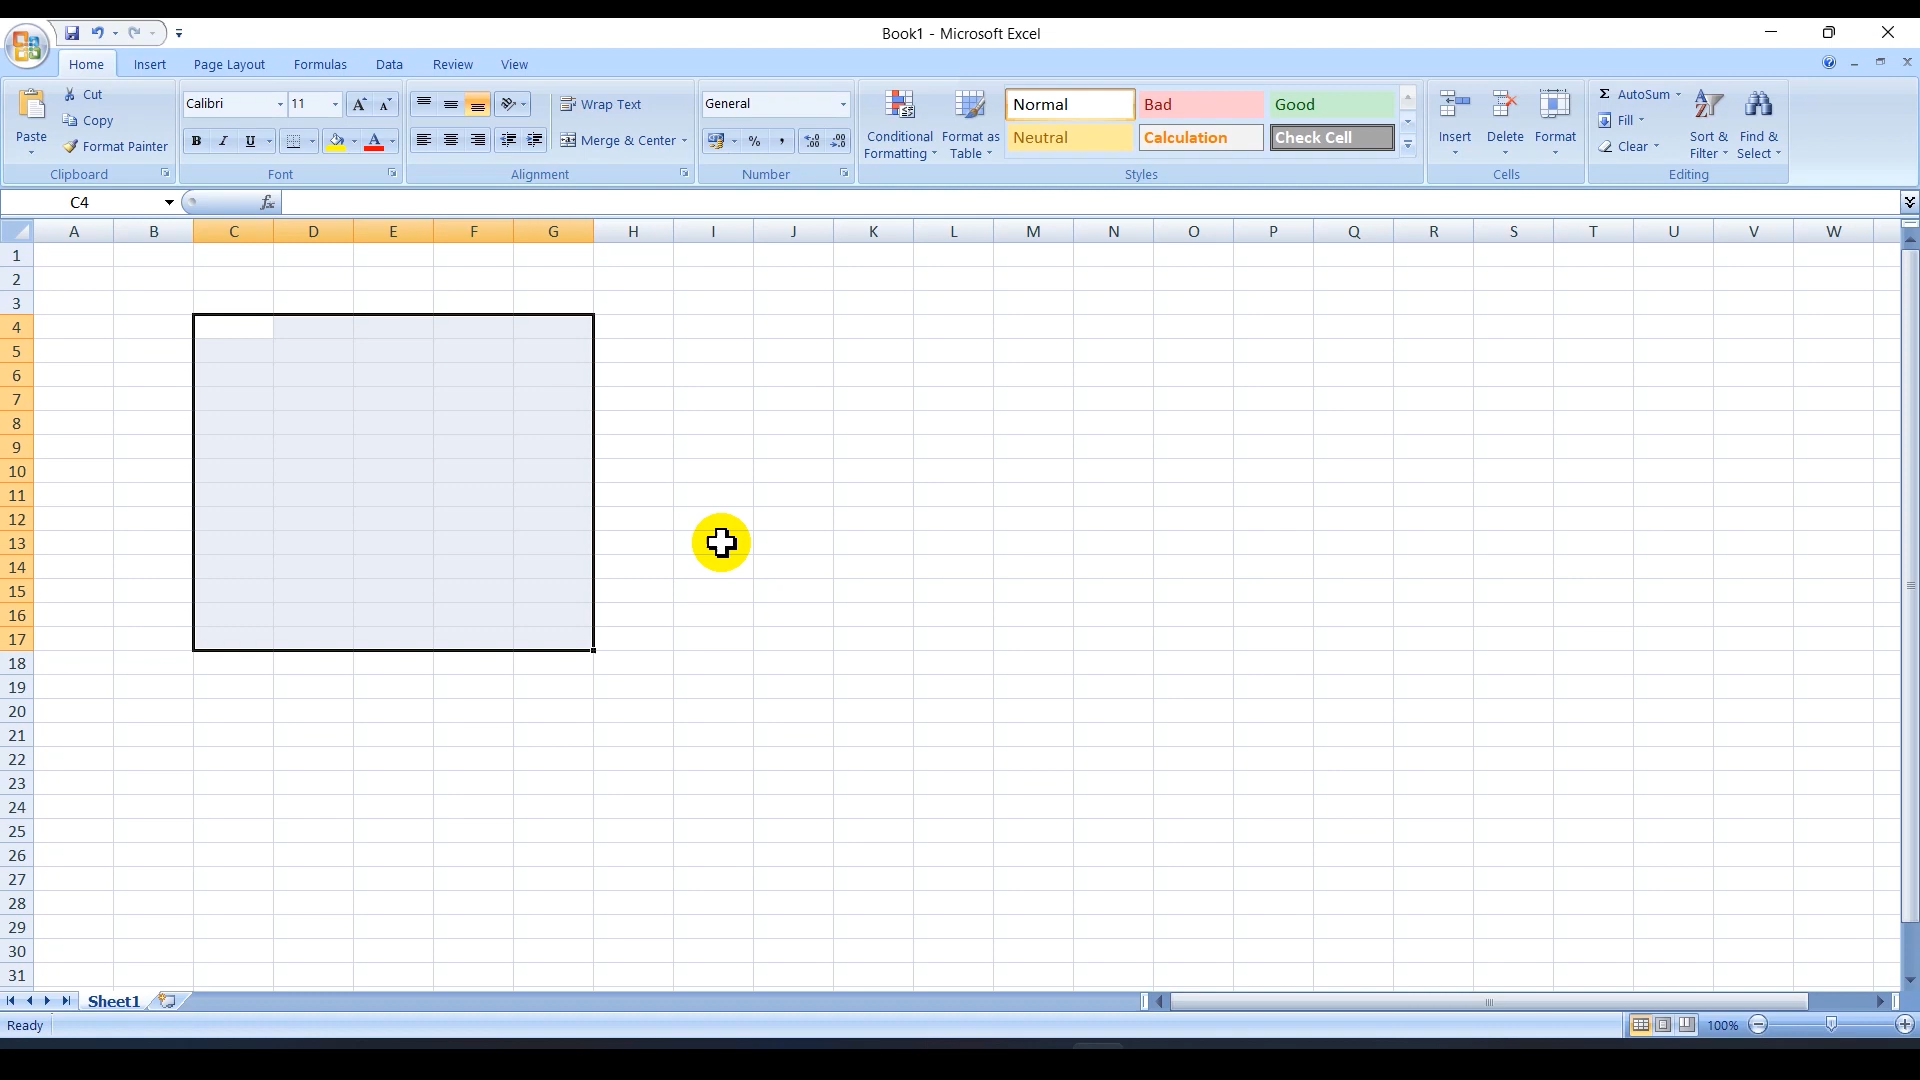 Book1 - Microsoft Excel
Home Insert Page Layout Formulas Data Review View
Paste
Cut
Copy
Format Painter
Clipboard
Calibri 11
B I U
Font
Wrap Text
Merge & Center
Alignment
General
% ,
Number
Conditional Formatting
Format as Table
Normal Bad Good
Neutral Calculation Check Cell
Styles
Insert Delete Format
Cells
Σ AutoSum
Fill
Clear
Sort & Filter
Find & Select
Editing
C4 fx
A B C D E F G H I J K L M N O P Q R S T U V W
1
2
3
4
5
6
7
8
9
10
11
12
13
14
15
16
17
18
19
20
21
22
23
24
25
26
27
28
29
30
31
Sheet1
Ready 100%